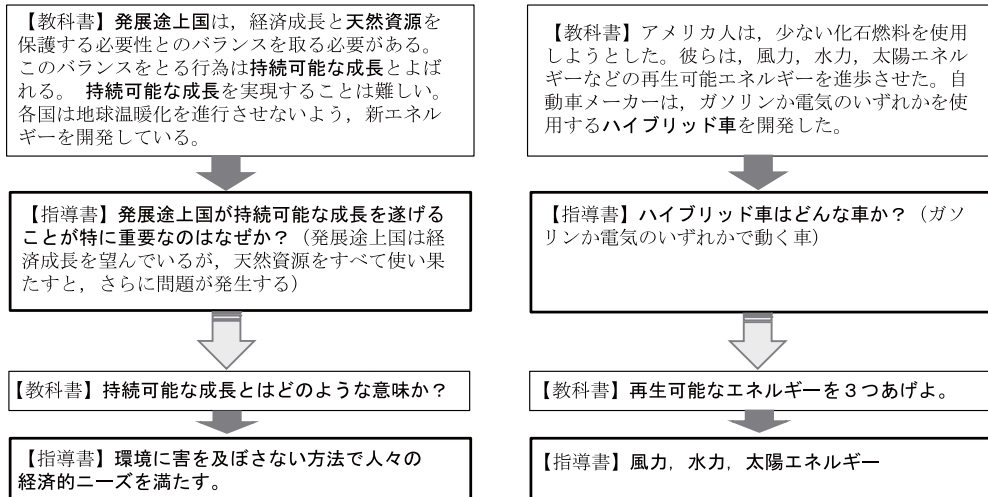 【教科書】発展途上国は，経済成長と天然資源を
保護する必要性とのバランスを取る必要がある。
このバランスをとる行為は持続可能な成長とよば
れる。 持続可能な成長を実現することは難しい。
各国は地球温暖化を進行させないよう，新エネル
ギーを開発している。
【指導書】発展途上国が持続可能な成長を遂げる
ことが特に重要なのはなぜか？（発展途上国は経
済成長を望んでいるが，天然資源をすべて使い果
たすと，さらに問題が発生する）
【教科書】持続可能な成長とはどのような意味か？
【指導書】環境に害を及ぼさない方法で人々の
経済的ニーズを満たす。
【教科書】アメリカ人は，少ない化石燃料を使用
しようとした。彼らは，風力，水力，太陽エネル
ギーなどの再生可能エネルギーを進歩させた。自
動車メーカーは，ガソリンか電気のいずれかを使
用するハイブリッド車を開発した。
【指導書】ハイブリッド車はどんな車か？（ガソ
リンか電気のいずれかで動く車）
【教科書】再生可能なエネルギーを３つあげよ。
【指導書】風力，水力，太陽エネルギー